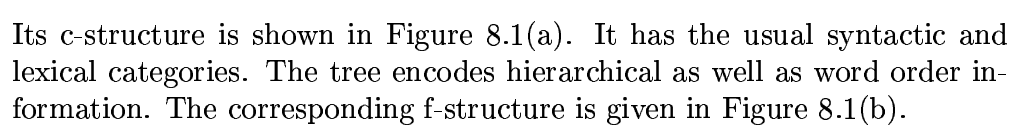 Its c-structure is shown in Figure 8.1(a). It has the usual syntactic and
lexical categories. The tree encodes hierarchical as well as word order in-
formation. The corresponding f-structure is given in Figure 8.1(b).